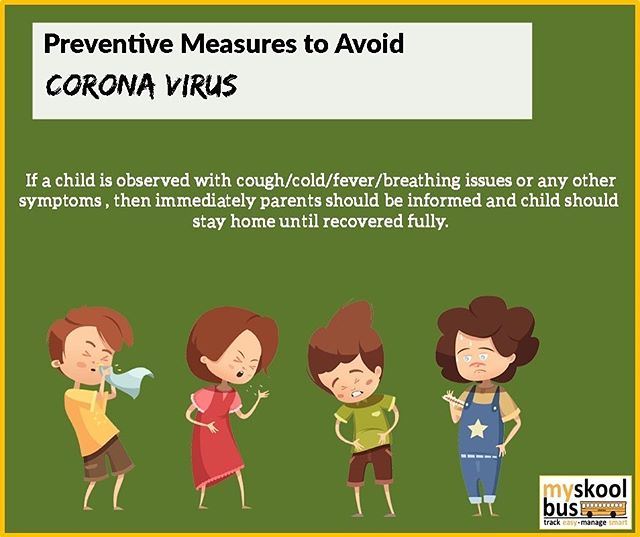 Preventive Measures to Avoid
CORONA VIRUS
If a child is observed with cough/cold/fever/breathing issues or any other
symptoms , then immediately parents should be informed and child should
stay home until recovered fully.
myskool
bus
track easy-manage smart